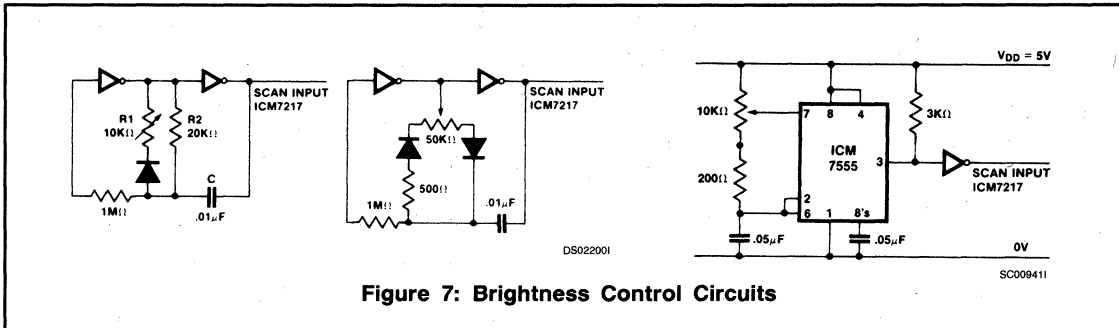 SCAN INPUT
ICM7217
R1
10KΩ
R2
20KΩ
C
1MΩ
.01µF
SCAN INPUT
ICM7217
50KΩ
500Ω
1MΩ
.01µF
DS02200I
V_DD = 5V
10KΩ
7
8
4
3KΩ
ICM
7555
3
200Ω
SCAN INPUT
ICM7217
2
6
1
8's
.05µF
.05µF
0V
SC00941I
Figure 7: Brightness Control Circuits